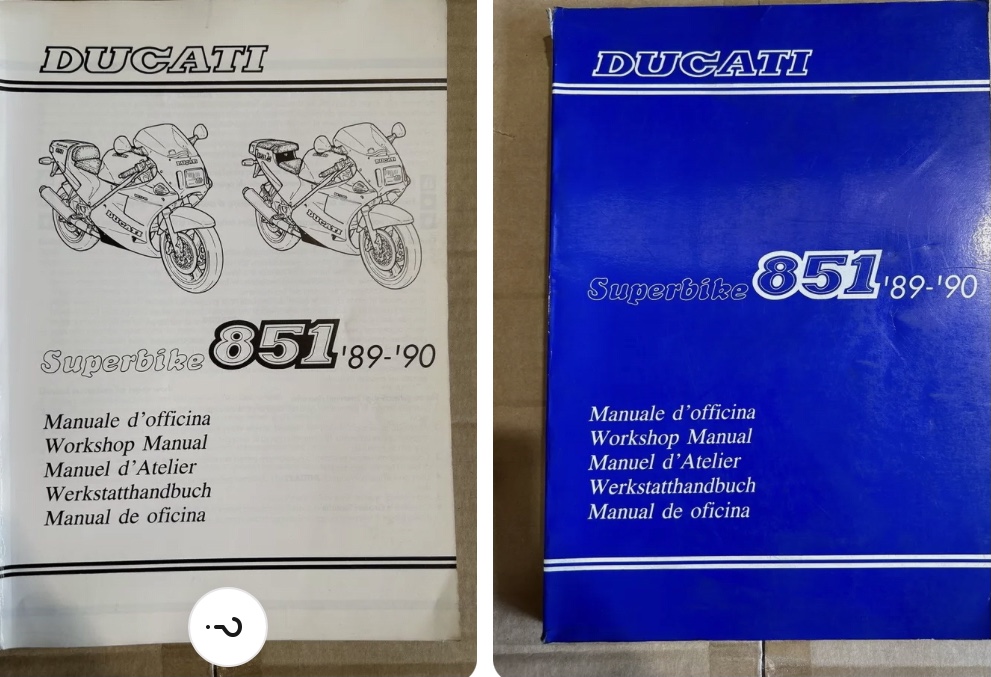 DUCATI
Superbike 851 '89-'90
Manuale d'officina
Workshop Manual
Manuel d'Atelier
Werkstatthandbuch
Manual de oficina
DUCATI
Superbike 851 '89-'90
Manuale d'officina
Workshop Manual
Manuel d'Atelier
Werkstatthandbuch
Manual de oficina